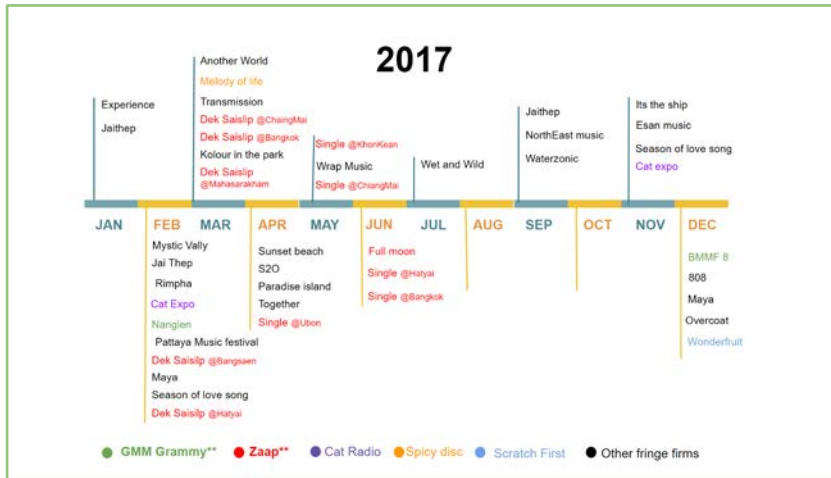 2017
Experience
Jaithep
Another World
Melody of life
Transmission
Dek Saislip @ChaingMai
Dek Saislip @Bangkok
Kolour in the park
Dek Saislip
@Mahasarakham
Single @KhonKean
Wrap Music
Single @ChiangMai
Wet and Wild
Jaithep
NorthEast music
Waterzonic
Its the ship
Esan music
Season of love song
Cat expo
JAN FEB MAR APR MAY JUN JUL AUG SEP OCT NOV DEC
Mystic Vally
Jai Thep
Rimpha
Cat Expo
Nanglen
Pattaya Music festival
Dek Saisilp @Bangsaen
Maya
Season of love song
Dek Saisilp @Hatyai
Sunset beach
S2O
Paradise island
Together
Single @Ubon
Full moon
Single @Hatyai
Single @Bangkok
BMMF 8
808
Maya
Overcoat
Wonderfruit
GMM Grammy** Zaap** Cat Radio Spicy disc Scratch First Other fringe firms